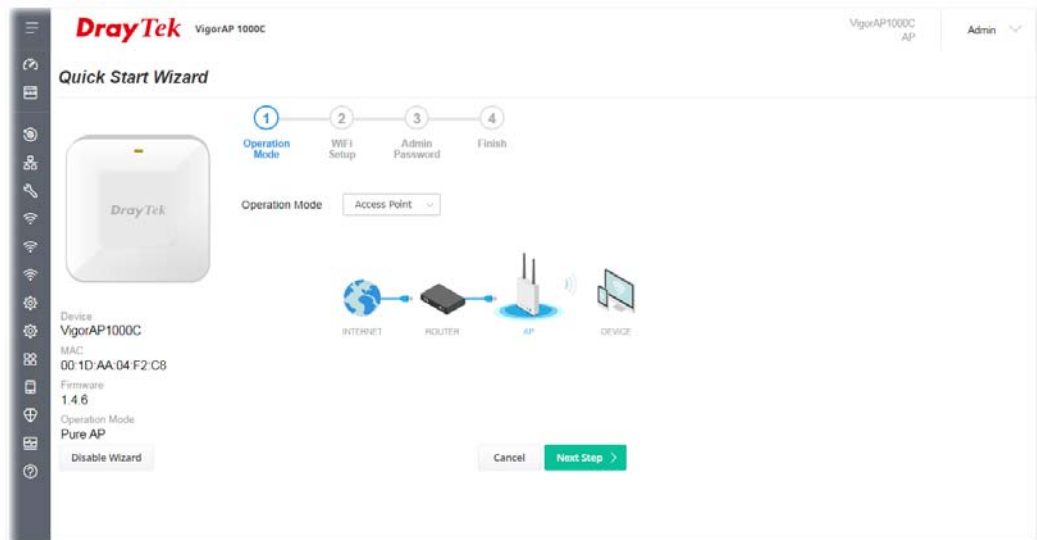 DrayTek VigorAP 1000C
VigorAP1000C
AP
Admin
Quick Start Wizard
1 2 3 4
Operation Mode
WiFi Setup
Admin Password
Finish
DrayTek
Operation Mode Access Point
INTERNET ROUTER AP DEVICE
Device
VigorAP1000C
MAC
00:1D:AA:04:F2:C8
Firmware
1.4.6
Operation Mode
Pure AP
Disable Wizard Cancel Next Step